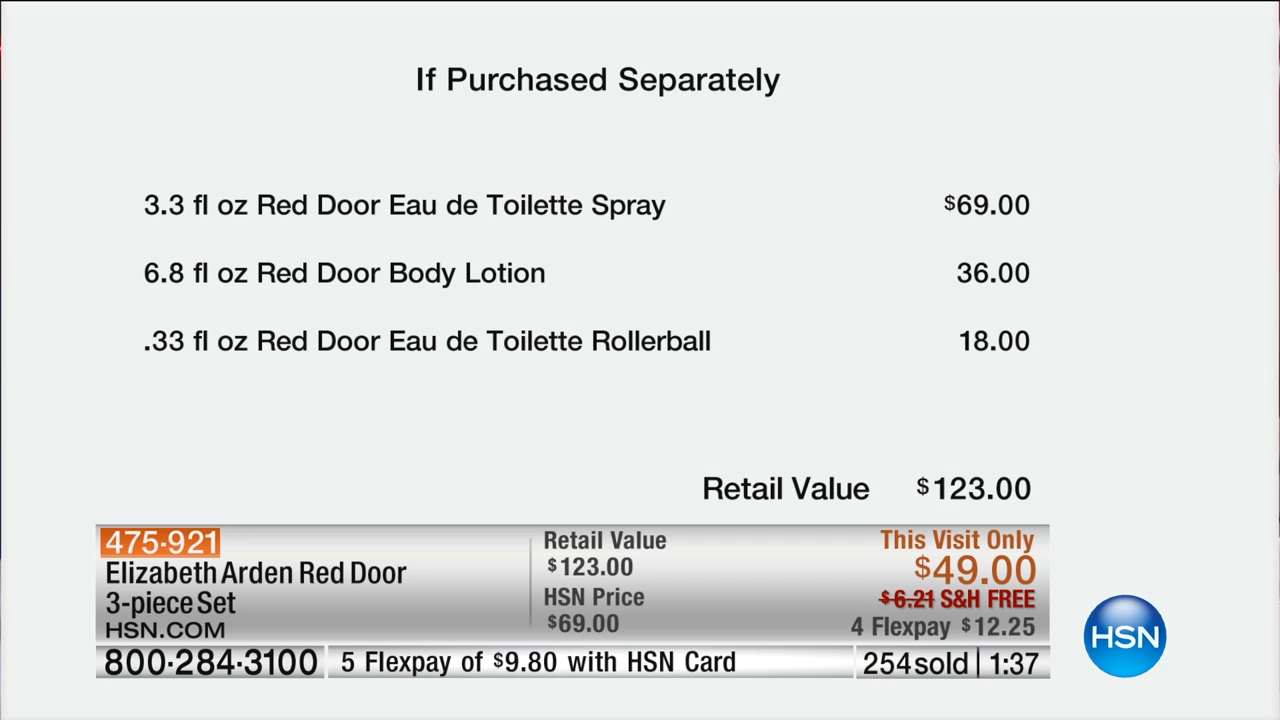 If Purchased Separately
3.3 fl oz Red Door Eau de Toilette Spray $69.00
6.8 fl oz Red Door Body Lotion 36.00
.33 fl oz Red Door Eau de Toilette Rollerball 18.00
Retail Value $123.00
475·921
Elizabeth Arden Red Door
3-piece Set
HSN.COM
Retail Value
$123.00
HSN Price
$69.00
This Visit Only
$49.00
$6.21 S&H FREE
4 Flexpay $12.25
HSN
800·284·3100
5 Flexpay of $9.80 with HSN Card
254 sold | 1:37